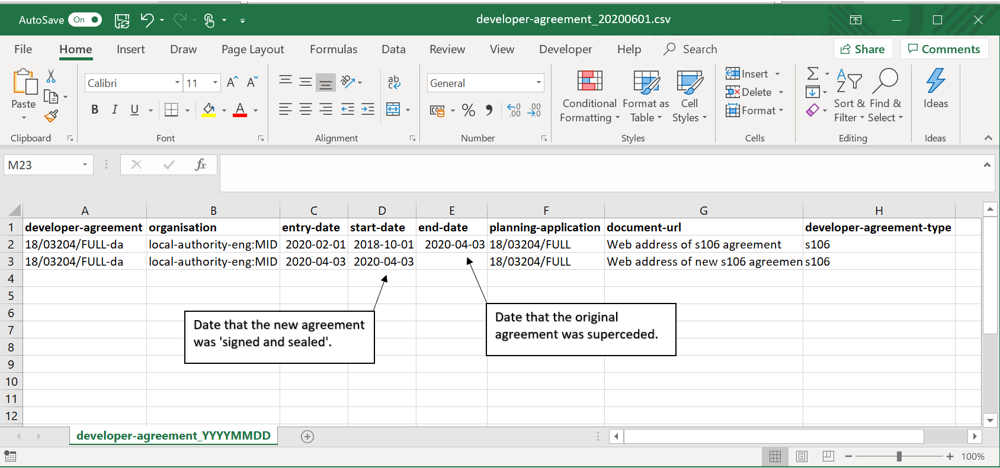 AutoSave On developer-agreement_20200601.csv
File Home Insert Draw Page Layout Formulas Data Review View Developer Help Search Share Comments
Paste
Clipboard
Calibri 11 A A
B I U A
Font
ab
ab
c
Alignment
General
% , .0 .00 .00 .0
Number
Conditional Formatting
Format as Table
Cell Styles
Styles
Insert
Delete
Format
Cells
Σ
A Z
Sort & Filter
Find & Select
Editing
Ideas
Ideas
M23 fx
A B C D E F G H
1 developer-agreement organisation entry-date start-date end-date planning-application document-url developer-agreement-type
2 18/03204/FULL-da local-authority-eng:MID 2020-02-01 2018-10-01 2020-04-03 18/03204/FULL Web address of s106 agreement s106
3 18/03204/FULL-da local-authority-eng:MID 2020-04-03 2020-04-03 18/03204/FULL Web address of new s106 agreemen s106
4
5
6
7
8
9
10
11
12
Date that the new agreement
was 'signed and sealed'.
Date that the original
agreement was superceded.
developer-agreement_YYYYMMDD
100%